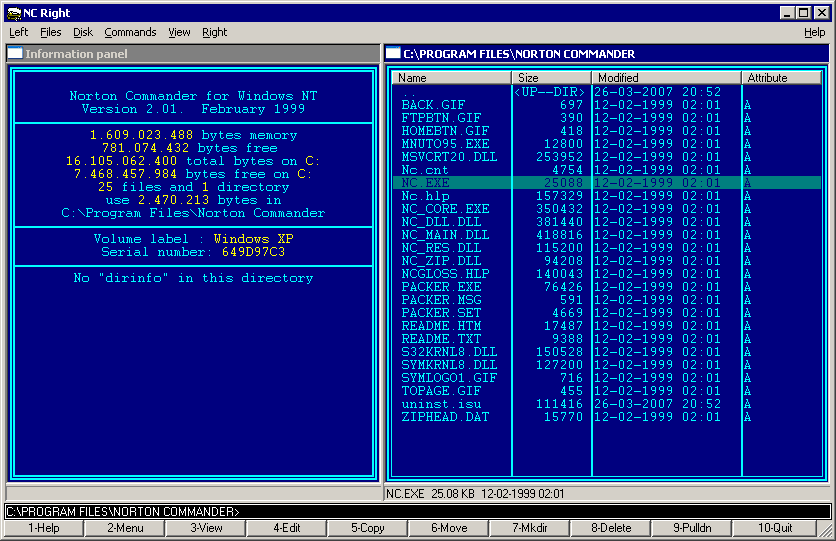 NC Right
Left Files Disk Commands View Right Help
Information panel
Norton Commander for Windows NT
Version 2.01. February 1999
1.609.023.488 bytes memory
781.074.432 bytes free
16.105.062.400 total bytes on C:
7.468.457.984 bytes free on C:
25 files and 1 directory
use 2.470.213 bytes in
C:\Program Files\Norton Commander
Volume label : Windows XP
Serial number: 649D97C3
No "dirinfo" in this directory
C:\PROGRAM FILES\NORTON COMMANDER
Name Size Modified Attribute
.. <UP--DIR> 26-03-2007 20:52
BACK.GIF 697 12-02-1999 02:01 A
FTPBTN.GIF 390 12-02-1999 02:01 A
HOMEBTN.GIF 418 12-02-1999 02:01 A
MNUTO95.EXE 12800 12-02-1999 02:01 A
MSVCRT20.DLL 253952 12-02-1999 02:01 A
Nc.cnt 4754 12-02-1999 02:01 A
NC.EXE 25088 12-02-1999 02:01 A
Nc.hlp 157329 12-02-1999 02:01 A
NC_CORE.EXE 350432 12-02-1999 02:01 A
NC_DLL.DLL 381440 12-02-1999 02:01 A
NC_MAIN.DLL 418816 12-02-1999 02:01 A
NC_RES.DLL 115200 12-02-1999 02:01 A
NC_ZIP.DLL 94208 12-02-1999 02:01 A
NCGLOSS.HLP 140043 12-02-1999 02:01 A
PACKER.EXE 76426 12-02-1999 02:01 A
PACKER.MSG 591 12-02-1999 02:01 A
PACKER.SET 4669 12-02-1999 02:01 A
README.HTM 17487 12-02-1999 02:01 A
README.TXT 9388 12-02-1999 02:01 A
S32KRNL8.DLL 150528 12-02-1999 02:01 A
SYMKRNL8.DLL 127200 12-02-1999 02:01 A
SYMLOGO1.GIF 716 12-02-1999 02:01 A
TOPAGE.GIF 455 12-02-1999 02:01 A
uninst.isu 111416 26-03-2007 20:52 A
ZIPHEAD.DAT 15770 12-02-1999 02:01 A
NC.EXE 25.08 KB 12-02-1999 02:01
C:\PROGRAM FILES\NORTON COMMANDER>
1-Help 2-Menu 3-View 4-Edit 5-Copy 6-Move 7-Mkdir 8-Delete 9-Pulldn 10-Quit